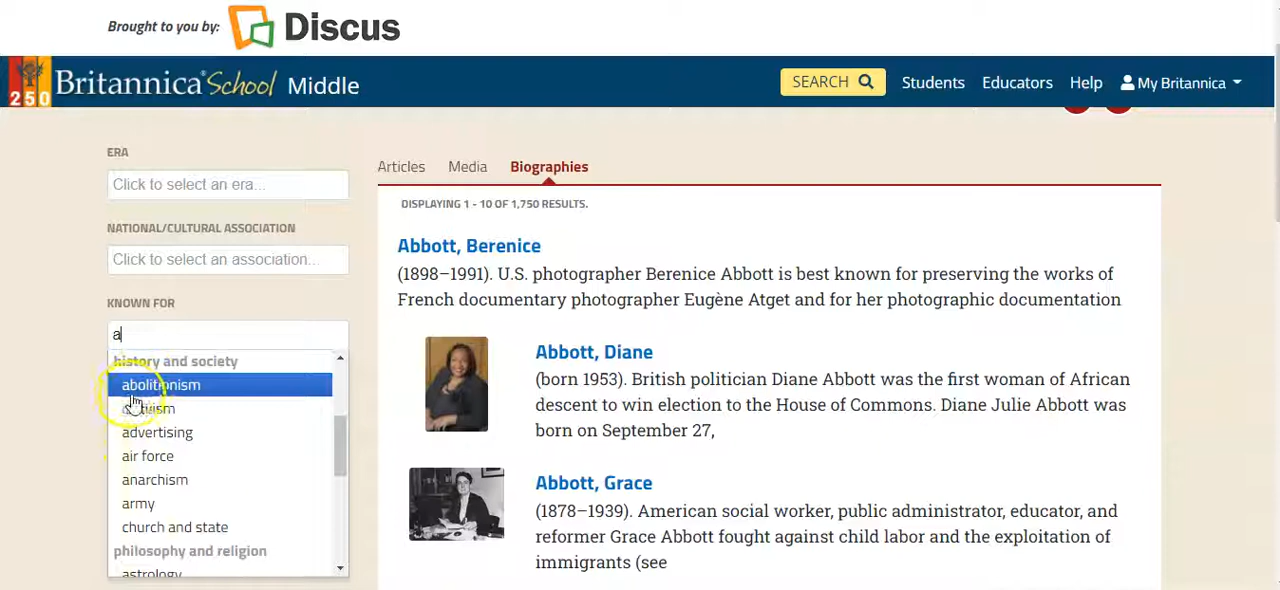 Brought to you by: Discus
250 Britannica School Middle
SEARCH Students Educators Help My Britannica
ERA
Click to select an era...
NATIONAL/CULTURAL ASSOCIATION
Click to select an association...
KNOWN FOR
a
history and society
abolitionism
advertising
air force
anarchism
army
church and state
philosophy and religion
astrology
Articles Media Biographies
DISPLAYING 1 - 10 OF 1,750 RESULTS.
Abbott, Berenice
(1898–1991). U.S. photographer Berenice Abbott is best known for preserving the works of
French documentary photographer Eugène Atget and for her photographic documentation
Abbott, Diane
(born 1953). British politician Diane Abbott was the first woman of African
descent to win election to the House of Commons. Diane Julie Abbott was
born on September 27,
Abbott, Grace
(1878–1939). American social worker, public administrator, educator, and
reformer Grace Abbott fought against child labor and the exploitation of
immigrants (see